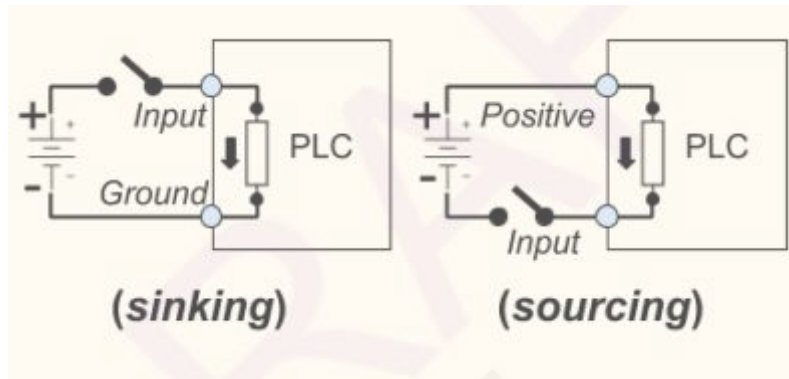 +
Input
PLC
Ground
-
(sinking)
+
Positive
PLC
-
Input
(sourcing)